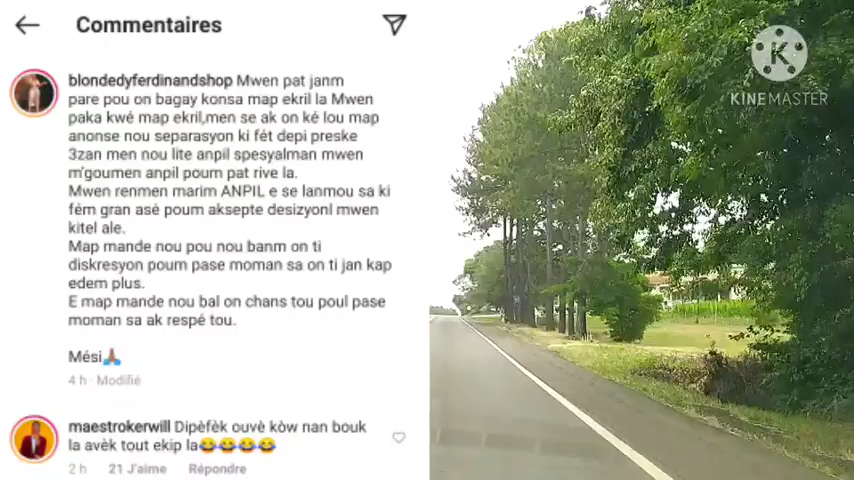 Commentaires
blondedyferdinandshop Mwen pat janm
pare pou on bagay konsa map ekril la Mwen
paka kwé map ekril,men se ak on ké lou map
anonse nou separasyon ki fét depi preske
3zan men nou lite anpil spesyalman mwen
m'goumen anpil poum pat rive la.
Mwen renmen marim ANPIL e se lanmou sa ki
fém gran asé poum aksepte desizyonl mwen
kitel ale.
Map mande nou pou nou banm on ti
diskresyon poum pase moman sa on ti jan kap
edem plus.
E map mande nou bal on chans tou poul pase
moman sa ak respé tou.
Mési🙏🏽
4 h · Modifié
maestrokerwill Dipèfèk ouvè kòw nan bouk
la avèk tout ekip la😂😂😂😂
2 h 21 J'aime Répondre
KINEMASTER